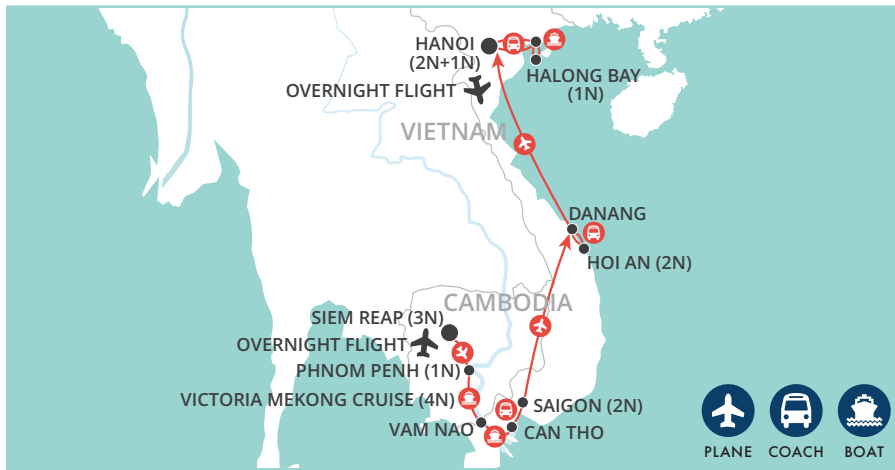 HANOI
(2N+1N)
HALONG BAY
(1N)
OVERNIGHT FLIGHT
VIETNAM
DANANG
HOI AN (2N)
CAMBODIA
SIEM REAP (3N)
OVERNIGHT FLIGHT
PHNOM PENH (1N)
VICTORIA MEKONG CRUISE (4N)
SAIGON (2N)
VAM NAO
CAN THO
PLANE
COACH
BOAT